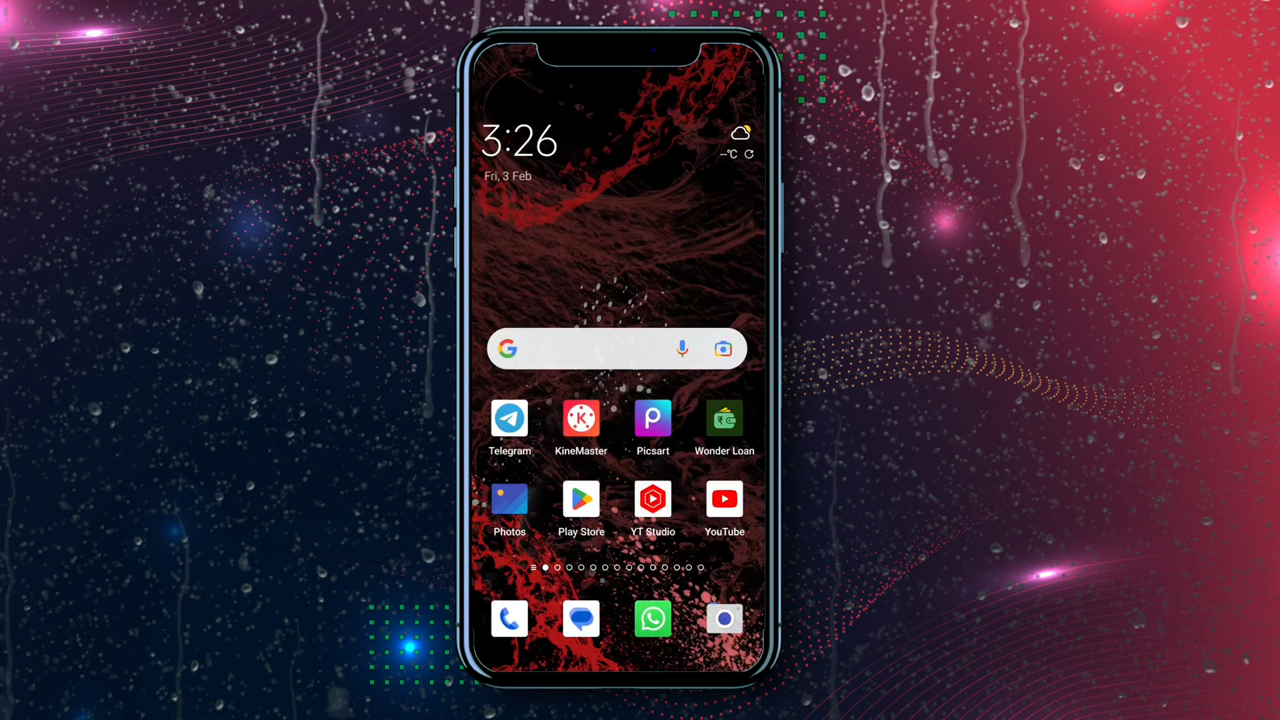 3:26
--°C
Fri, 3 Feb
Telegram KineMaster Picsart Wonder Loan
Photos Play Store YT Studio YouTube